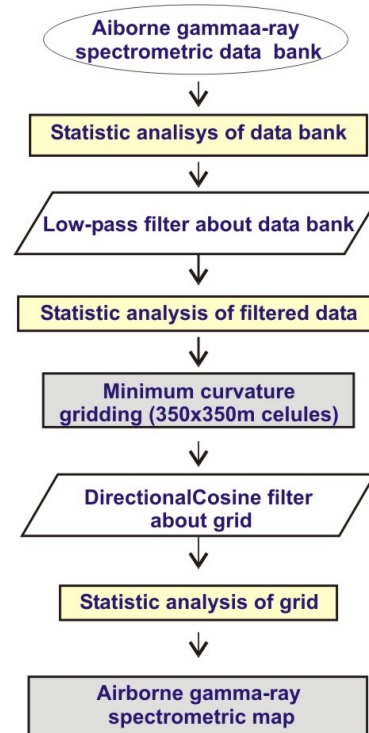 Aiborne gammaa-ray
spectrometric data bank
Statistic analisys of data bank
Low-pass filter about data bank
Statistic analysis of filtered data
Minimum curvature
gridding (350x350m celules)
DirectionalCosine filter
about grid
Statistic analysis of grid
Airborne gamma-ray
spectrometric map